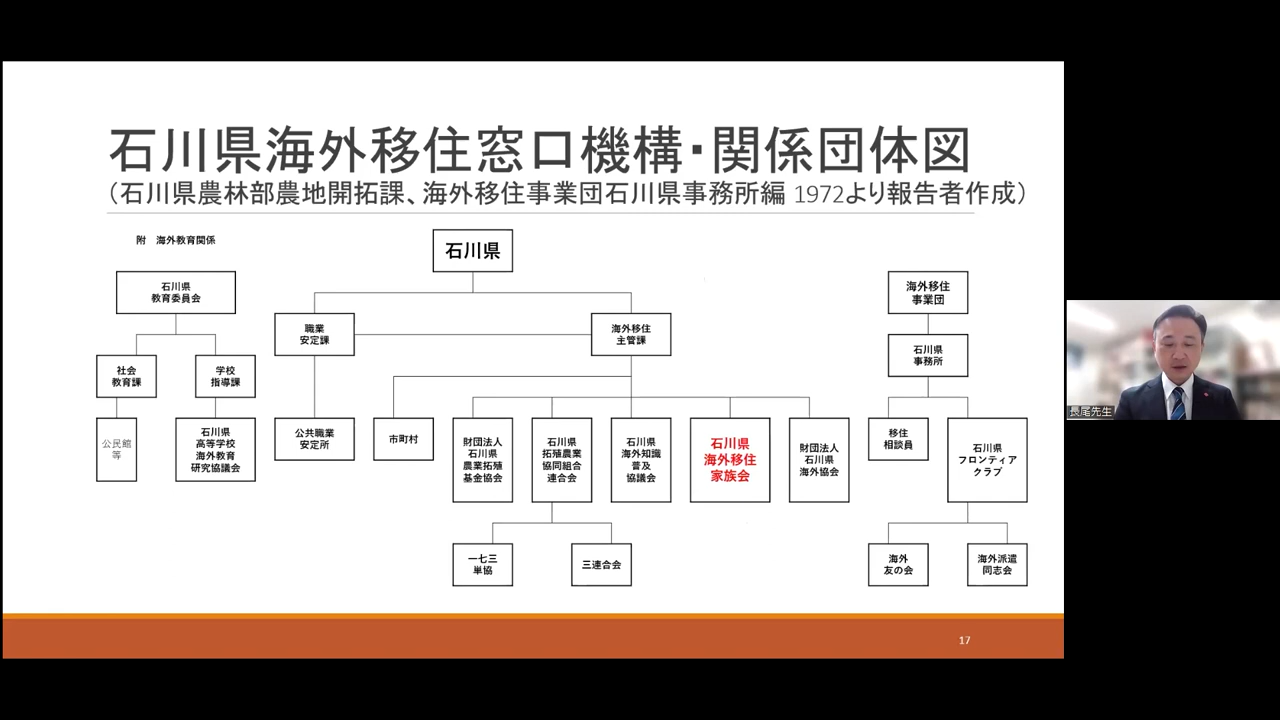 石川県海外移住窓口機構・関係団体図
（石川県農林部農地開拓課、海外移住事業団石川県事務所編 1972より報告者作成）
附　海外教育関係
石川県
教育委員会
社会
教育課
学校
指導課
公民館
等
石川県
高等学校
海外教育
研究協議会
石川県
職業
安定課
海外移住
主管課
公共職業
安定所
市町村
財団法人
石川県
農業拓殖
基金協会
石川県
拓殖農業
協同組合
連合会
石川県
海外知識
普及
協議会
石川県
海外移住
家族会
財団法人
石川県
海外協会
一七三
単協
三連合会
海外移住
事業団
石川県
事務所
移住
相談員
石川県
フロンティア
クラブ
海外
友の会
海外派遣
同志会
17
長尾先生